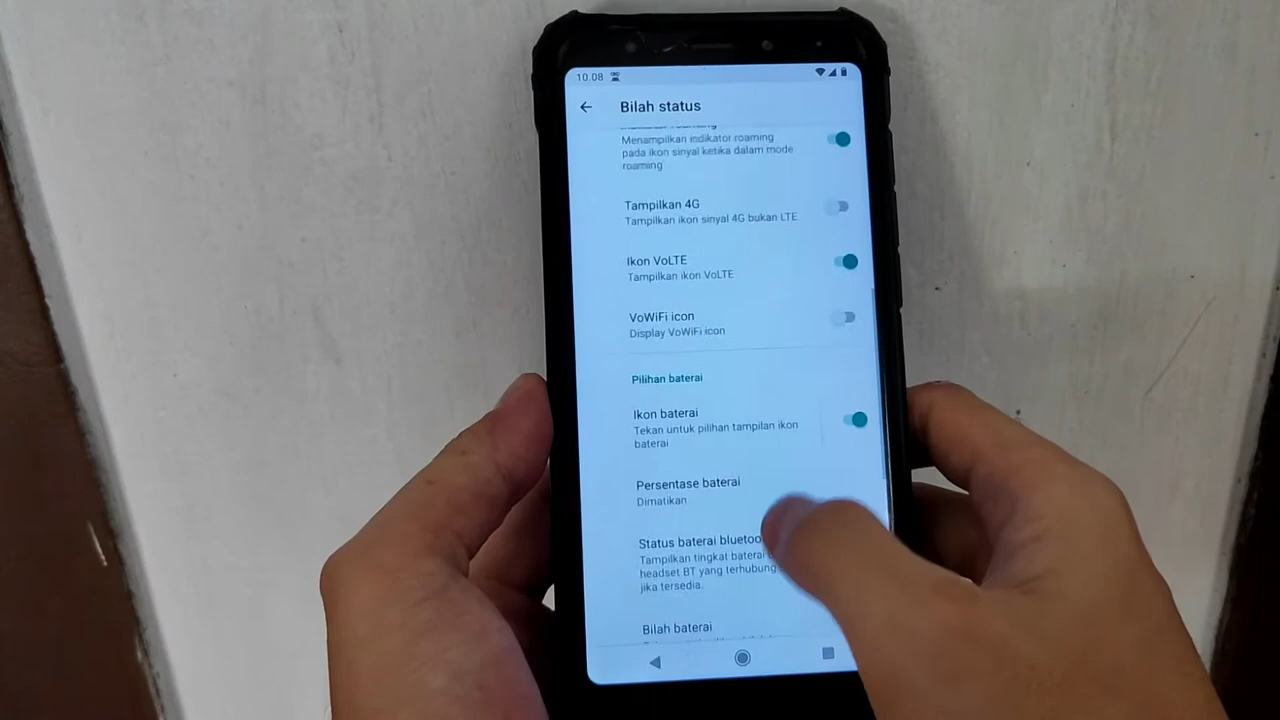 10.08
Bilah status
Menampilkan indikator roaming
pada ikon sinyal ketika dalam mode
roaming
Tampilkan 4G
Tampilkan ikon sinyal 4G bukan LTE
Ikon VoLTE
Tampilkan ikon VoLTE
VoWiFi icon
Display VoWiFi icon
Pilihan baterai
Ikon baterai
Tekan untuk pilihan tampilan ikon
baterai
Persentase baterai
Dimatikan
Status baterai
Tampilkan tingkat baterai
headset BT yang terhubung
jika tersedia.
Bilah baterai